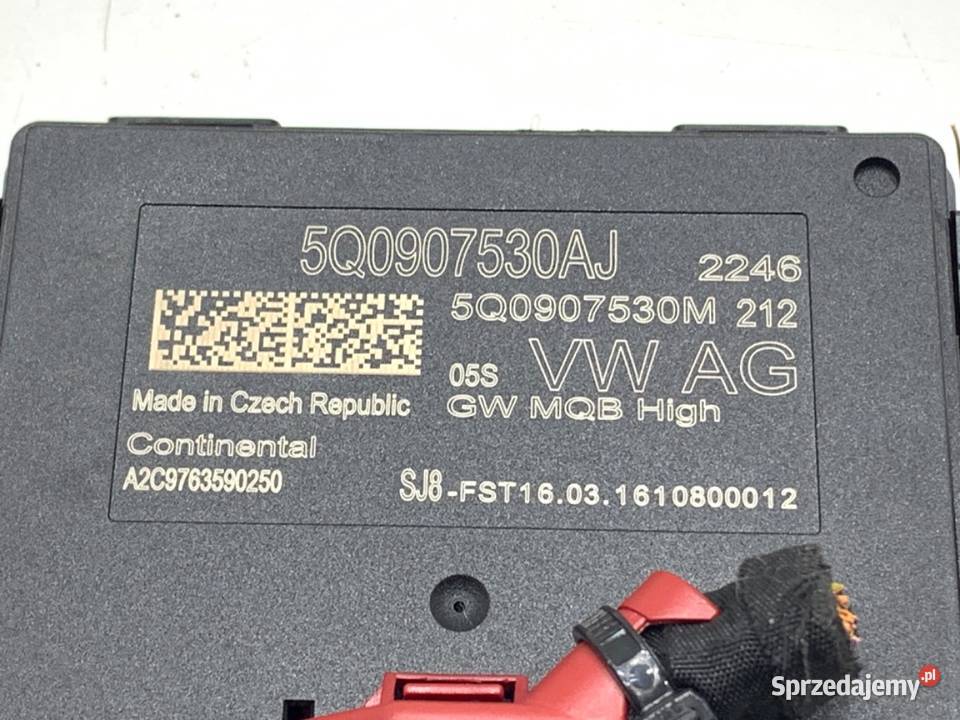 5Q0907530AJ 2246
5Q0907530M 212
05S VW AG
Made in Czech Republic GW MQB High
Continental
A2C9763590250 SJ8-FST16.03.1610800012
Sprzedajemy.pl